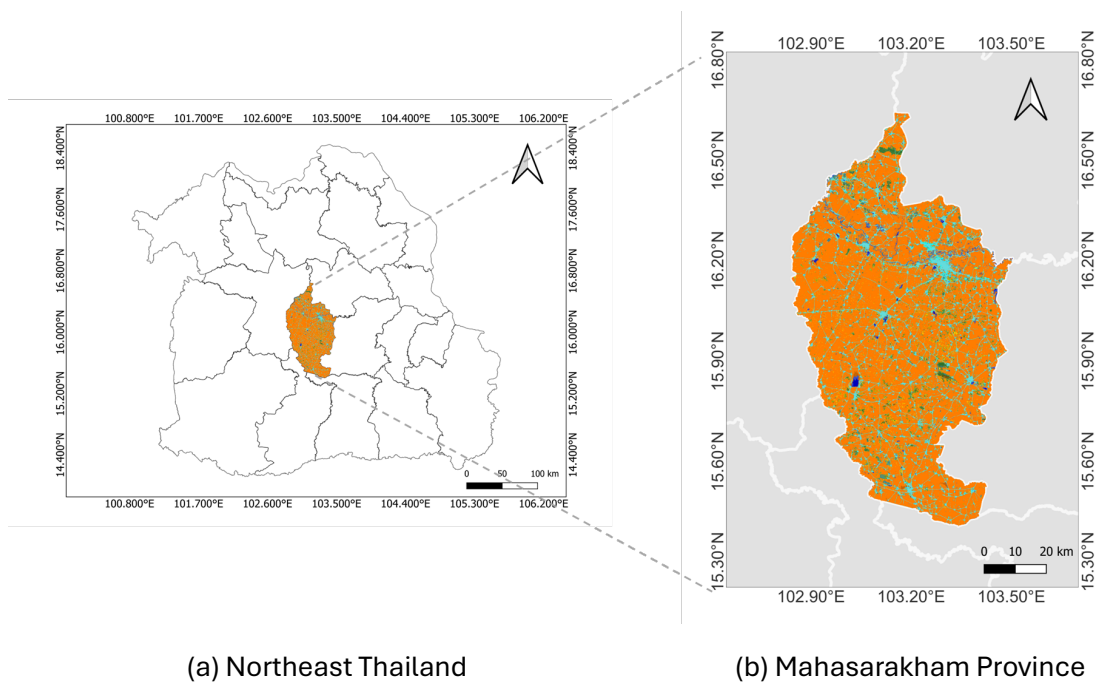 100.800°E 101.700°E 102.600°E 103.500°E 104.400°E 105.300°E 106.200°E
18.400°N 18.400°N
17.600°N 17.600°N
16.800°N 16.800°N
16.000°N 16.000°N
15.200°N 15.200°N
14.400°N 14.400°N
0 50 100 km
100.800°E 101.700°E 102.600°E 103.500°E 104.400°E 105.300°E 106.200°E
(a) Northeast Thailand
102.90°E 103.20°E 103.50°E
16.80°N 16.80°N
16.50°N 16.50°N
16.20°N 16.20°N
15.90°N 15.90°N
15.60°N 15.60°N
15.30°N 15.30°N
0 10 20 km
102.90°E 103.20°E 103.50°E
(b) Mahasarakham Province